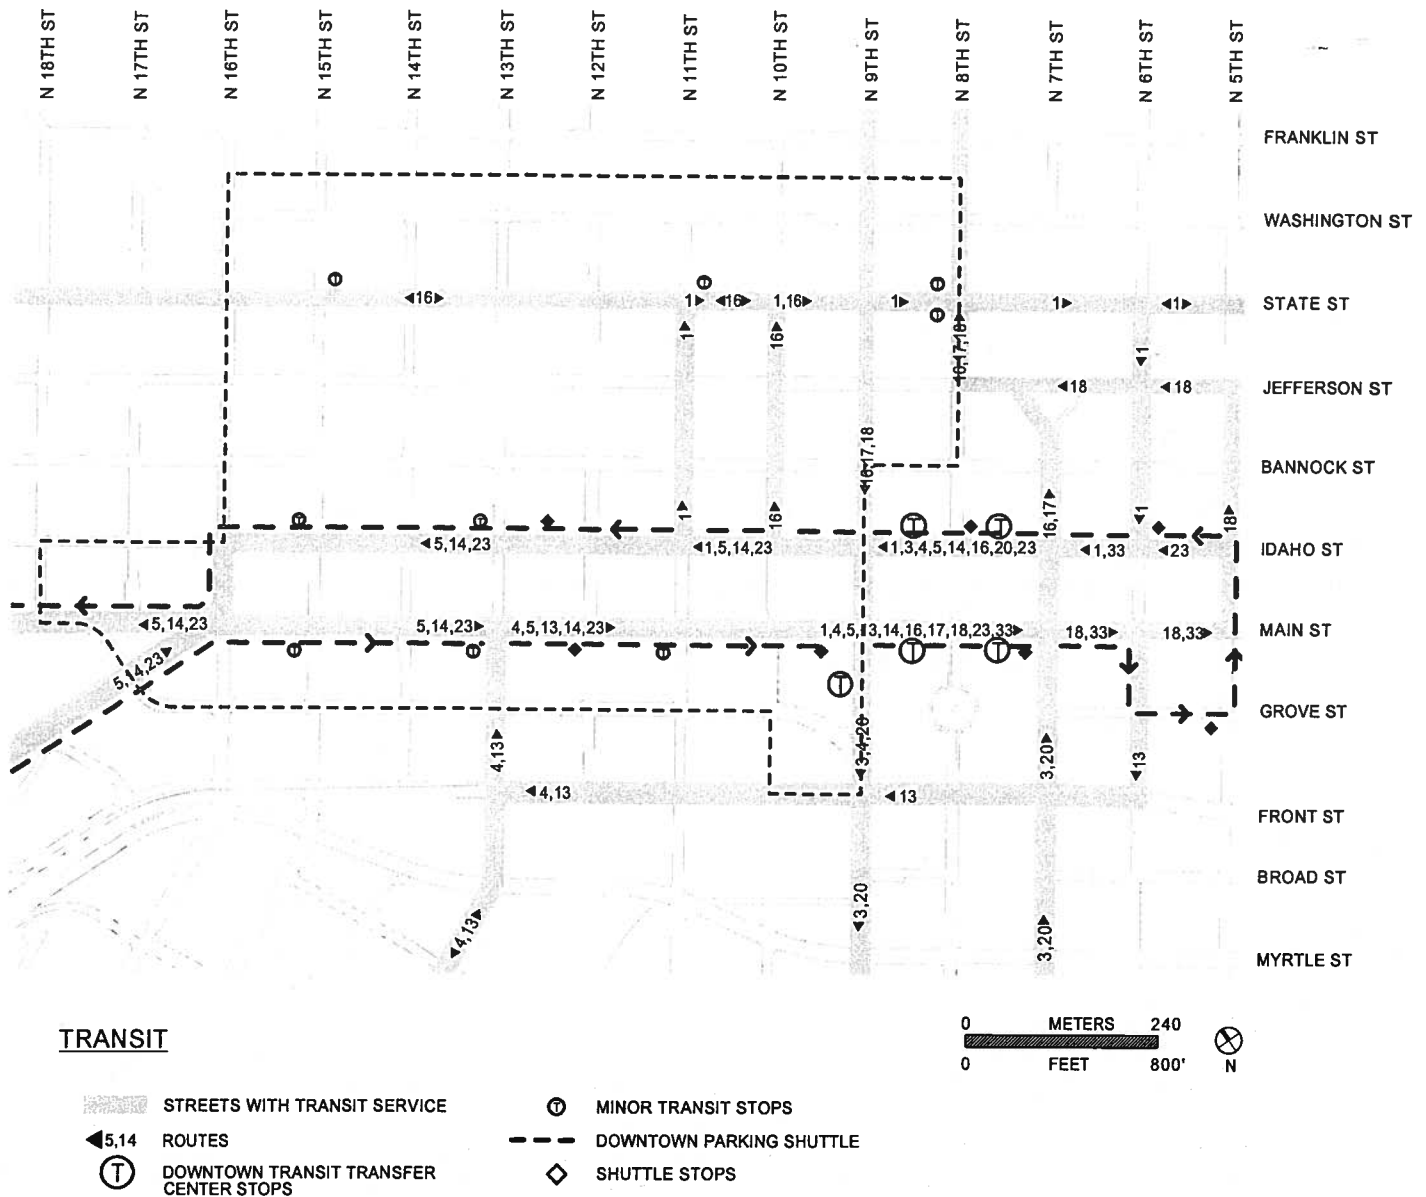 N 18TH ST
N 17TH ST
N 16TH ST
N 15TH ST
N 14TH ST
N 13TH ST
N 12TH ST
N 11TH ST
N 10TH ST
N 9TH ST
N 8TH ST
N 7TH ST
N 6TH ST
N 5TH ST
FRANKLIN ST
WASHINGTON ST
T
T
T
◄16►
1►
◄16►
1,16►
1►
1►
◄1►
STATE ST
T
1►
16►
16,17,18►
◄1
◄18
◄18
JEFFERSON ST
16,17,18►
BANNOCK ST
1►
16►
16,17►
◄1
18►
T
T
T
T
◄5,14,23
◄1,5,14,23
◄1,3,4,5,14,16,20,23
◄1,33
◄23
IDAHO ST
◄5,14,23
5,14,23►
4,5,13,14,23►
1,4,5,13,14,16,17,18,23,33►
18,33►
18,33►
MAIN ST
5,14,23►
T
T
T
T
T
T
GROVE ST
4,13►
◄3,4,20
3,20►
◄13
◄4,13
◄13
FRONT ST
BROAD ST
◄4,13►
◄3,20
3,20►
MYRTLE ST
TRANSIT
0 METERS 240
0 FEET 800'
N
STREETS WITH TRANSIT SERVICE
T MINOR TRANSIT STOPS
◄5,14 ROUTES
DOWNTOWN PARKING SHUTTLE
T DOWNTOWN TRANSIT TRANSFER
CENTER STOPS
SHUTTLE STOPS